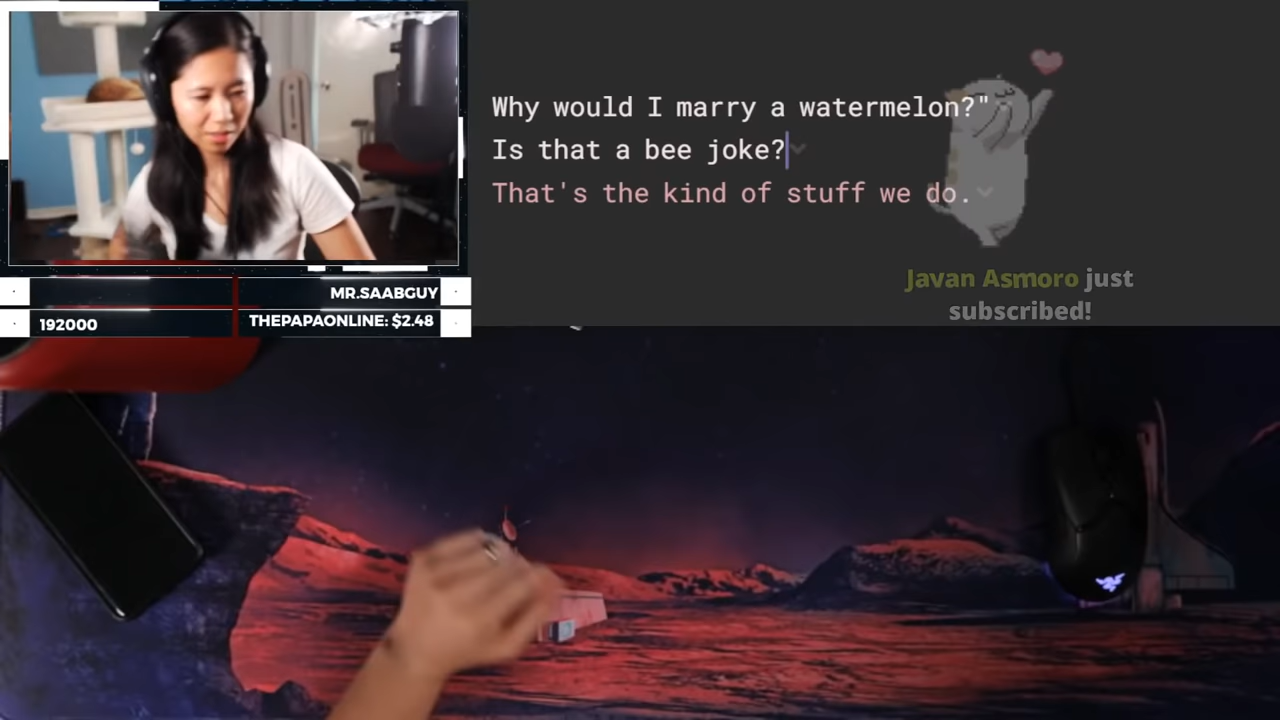 Why would I marry a watermelon?"
Is that a bee joke?
That's the kind of stuff we do.
Javan Asmoro just
subscribed!
MR.SAABGUY
192000
THEPAPAONLINE: $2.48